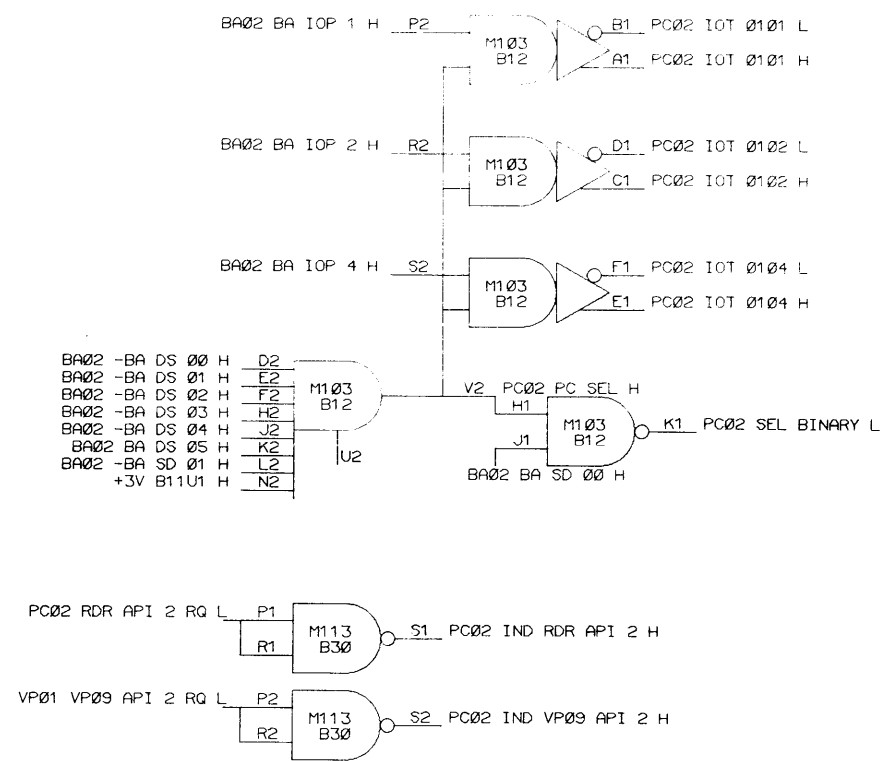 BAØ2 BA IOP 1 H P2 M1Ø3 B12 B1 PCØ2 IOT Ø1Ø1 L
A1 PCØ2 IOT Ø1Ø1 H
BAØ2 BA IOP 2 H R2 M1Ø3 B12 D1 PCØ2 IOT Ø1Ø2 L
C1 PCØ2 IOT Ø1Ø2 H
BAØ2 BA IOP 4 H S2 M1Ø3 B12 F1 PCØ2 IOT Ø1Ø4 L
E1 PCØ2 IOT Ø1Ø4 H
BAØ2 -BA DS ØØ H D2
BAØ2 -BA DS Ø1 H E2
BAØ2 -BA DS Ø2 H F2
BAØ2 -BA DS Ø3 H H2
BAØ2 -BA DS Ø4 H J2
BAØ2 BA DS Ø5 H K2
BAØ2 -BA SD Ø1 H L2
+3V B11U1 H N2
M1Ø3
B12
U2
V2 PCØ2 PC SEL H
H1
M1Ø3
B12
K1 PCØ2 SEL BINARY L
J1
BAØ2 BA SD ØØ H
PCØ2 RDR API 2 RQ L P1
R1
M113
B3Ø
S1 PCØ2 IND RDR API 2 H
VPØ1 VPØ9 API 2 RQ L P2
R2
M113
B3Ø
S2 PCØ2 IND VPØ9 API 2 H